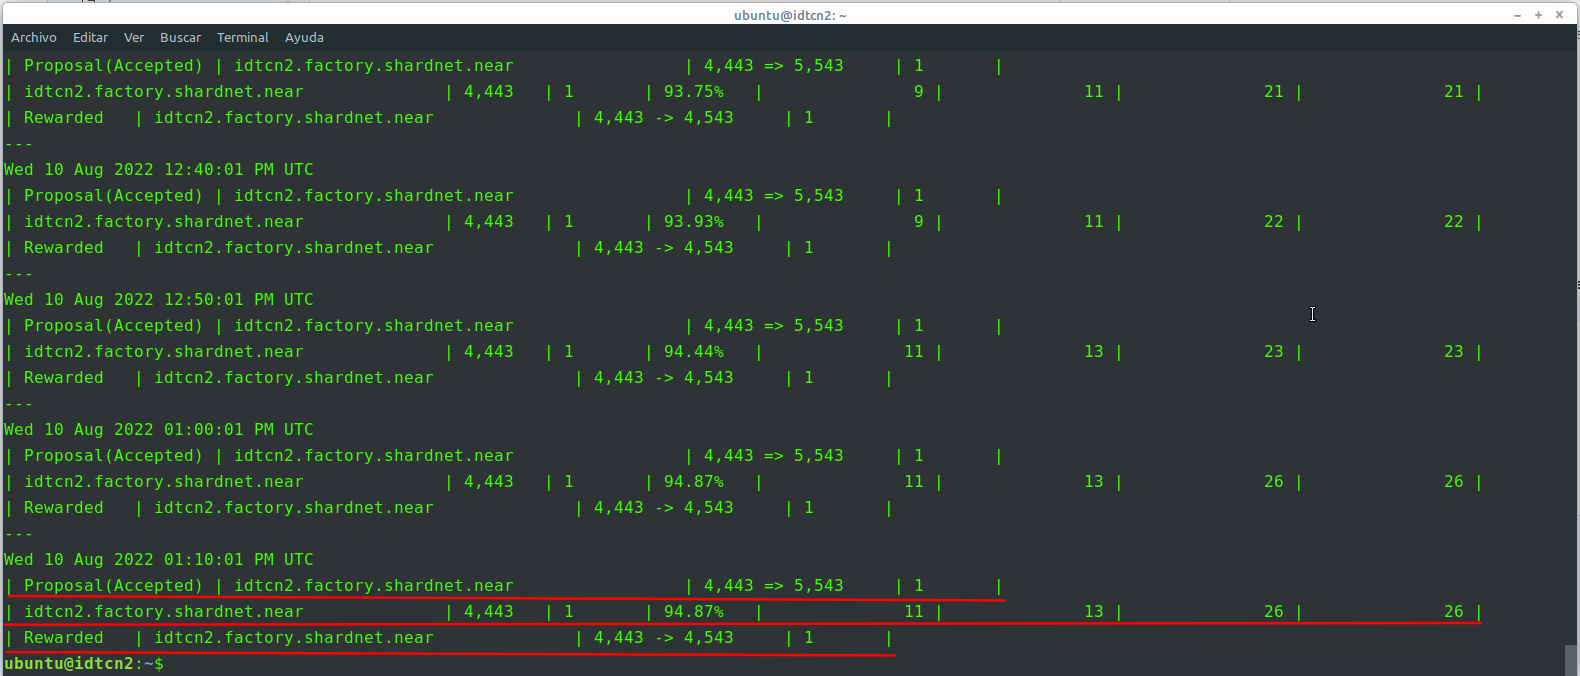 ubuntu@idtcn2: ~
Archivo Editar Ver Buscar Terminal Ayuda
| Proposal(Accepted) | idtcn2.factory.shardnet.near | 4,443 => 5,543 | 1 |
| idtcn2.factory.shardnet.near | 4,443 | 1 | 93.75% | 9 | 11 | 21 | 21 |
| Rewarded | idtcn2.factory.shardnet.near | 4,443 -> 4,543 | 1 |
---
Wed 10 Aug 2022 12:40:01 PM UTC
| Proposal(Accepted) | idtcn2.factory.shardnet.near | 4,443 => 5,543 | 1 |
| idtcn2.factory.shardnet.near | 4,443 | 1 | 93.93% | 9 | 11 | 22 | 22 |
| Rewarded | idtcn2.factory.shardnet.near | 4,443 -> 4,543 | 1 |
---
Wed 10 Aug 2022 12:50:01 PM UTC
| Proposal(Accepted) | idtcn2.factory.shardnet.near | 4,443 => 5,543 | 1 |
| idtcn2.factory.shardnet.near | 4,443 | 1 | 94.44% | 11 | 13 | 23 | 23 |
| Rewarded | idtcn2.factory.shardnet.near | 4,443 -> 4,543 | 1 |
---
Wed 10 Aug 2022 01:00:01 PM UTC
| Proposal(Accepted) | idtcn2.factory.shardnet.near | 4,443 => 5,543 | 1 |
| idtcn2.factory.shardnet.near | 4,443 | 1 | 94.87% | 11 | 13 | 26 | 26 |
| Rewarded | idtcn2.factory.shardnet.near | 4,443 -> 4,543 | 1 |
---
Wed 10 Aug 2022 01:10:01 PM UTC
| Proposal(Accepted) | idtcn2.factory.shardnet.near | 4,443 => 5,543 | 1 |
| idtcn2.factory.shardnet.near | 4,443 | 1 | 94.87% | 11 | 13 | 26 | 26 |
| Rewarded | idtcn2.factory.shardnet.near | 4,443 -> 4,543 | 1 |
ubuntu@idtcn2:~$